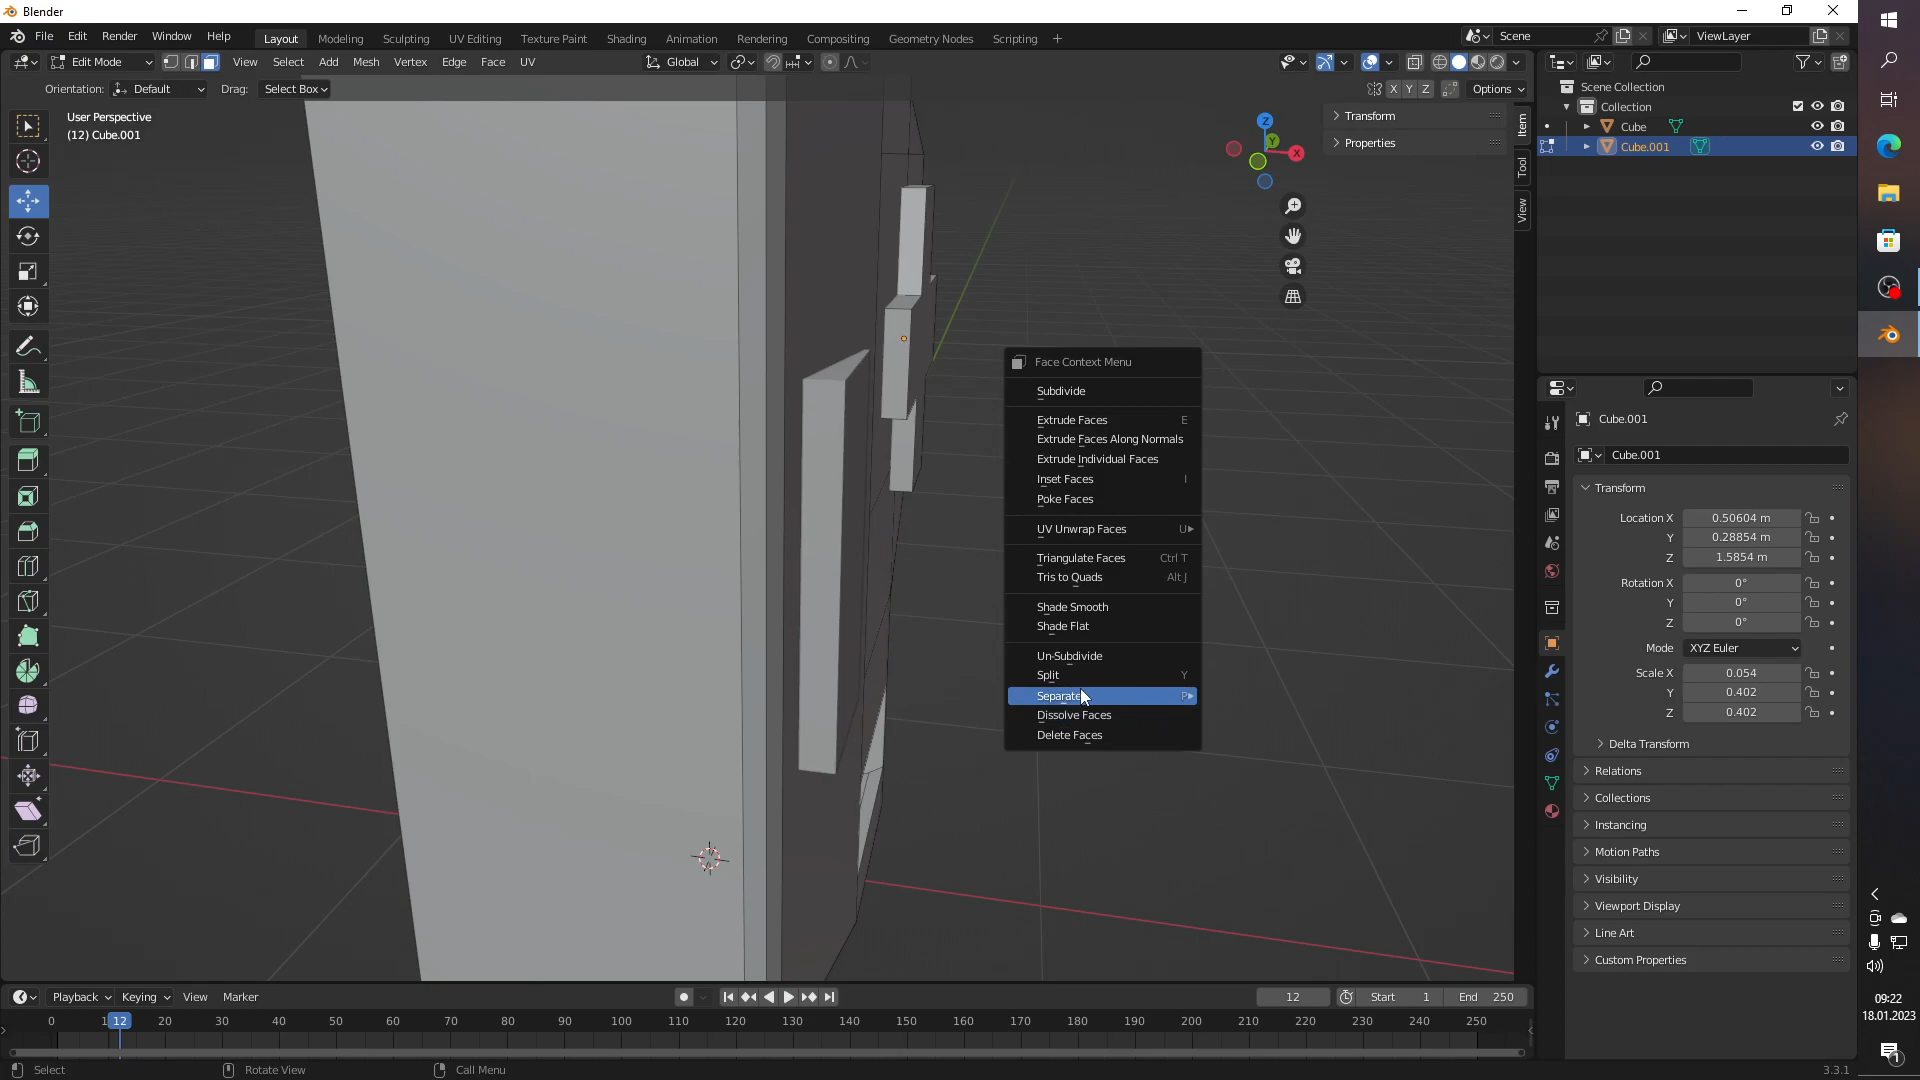 Blender
File Edit Render Window Help
Layout Modeling Sculpting UV Editing Texture Paint Shading Animation Rendering Compositing Geometry Nodes Scripting +
Scene
ViewLayer
Edit Mode View Select Add Mesh Vertex Edge Face UV
Global
Orientation: Default Drag: Select Box
X Y Z Options
User Perspective
(12) Cube.001
Z
Y
X
Transform
Properties
Item
Tool
View
Scene Collection
Collection
Cube
Cube.001
Face Context Menu
Subdivide
Extrude Faces E
Extrude Faces Along Normals
Extrude Individual Faces
Inset Faces I
Poke Faces
UV Unwrap Faces U
Triangulate Faces Ctrl T
Tris to Quads Alt J
Shade Smooth
Shade Flat
Un-Subdivide
Split Y
Separate P
Dissolve Faces
Delete Faces
Cube.001
Cube.001
Transform
Location X 0.50604 m
Y 0.28854 m
Z 1.5854 m
Rotation X 0°
Y 0°
Z 0°
Mode XYZ Euler
Scale X 0.054
Y 0.402
Z 0.402
Delta Transform
Relations
Collections
Instancing
Motion Paths
Visibility
Viewport Display
Line Art
Custom Properties
Playback Keying View Marker
12 Start 1 End 250
0 12 20 30 40 50 60 70 80 90 100 110 120 130 140 150 160 170 180 190 200 210 220 230 240 250
Select Rotate View Call Menu
3.3.1
09:22
18.01.2023
1